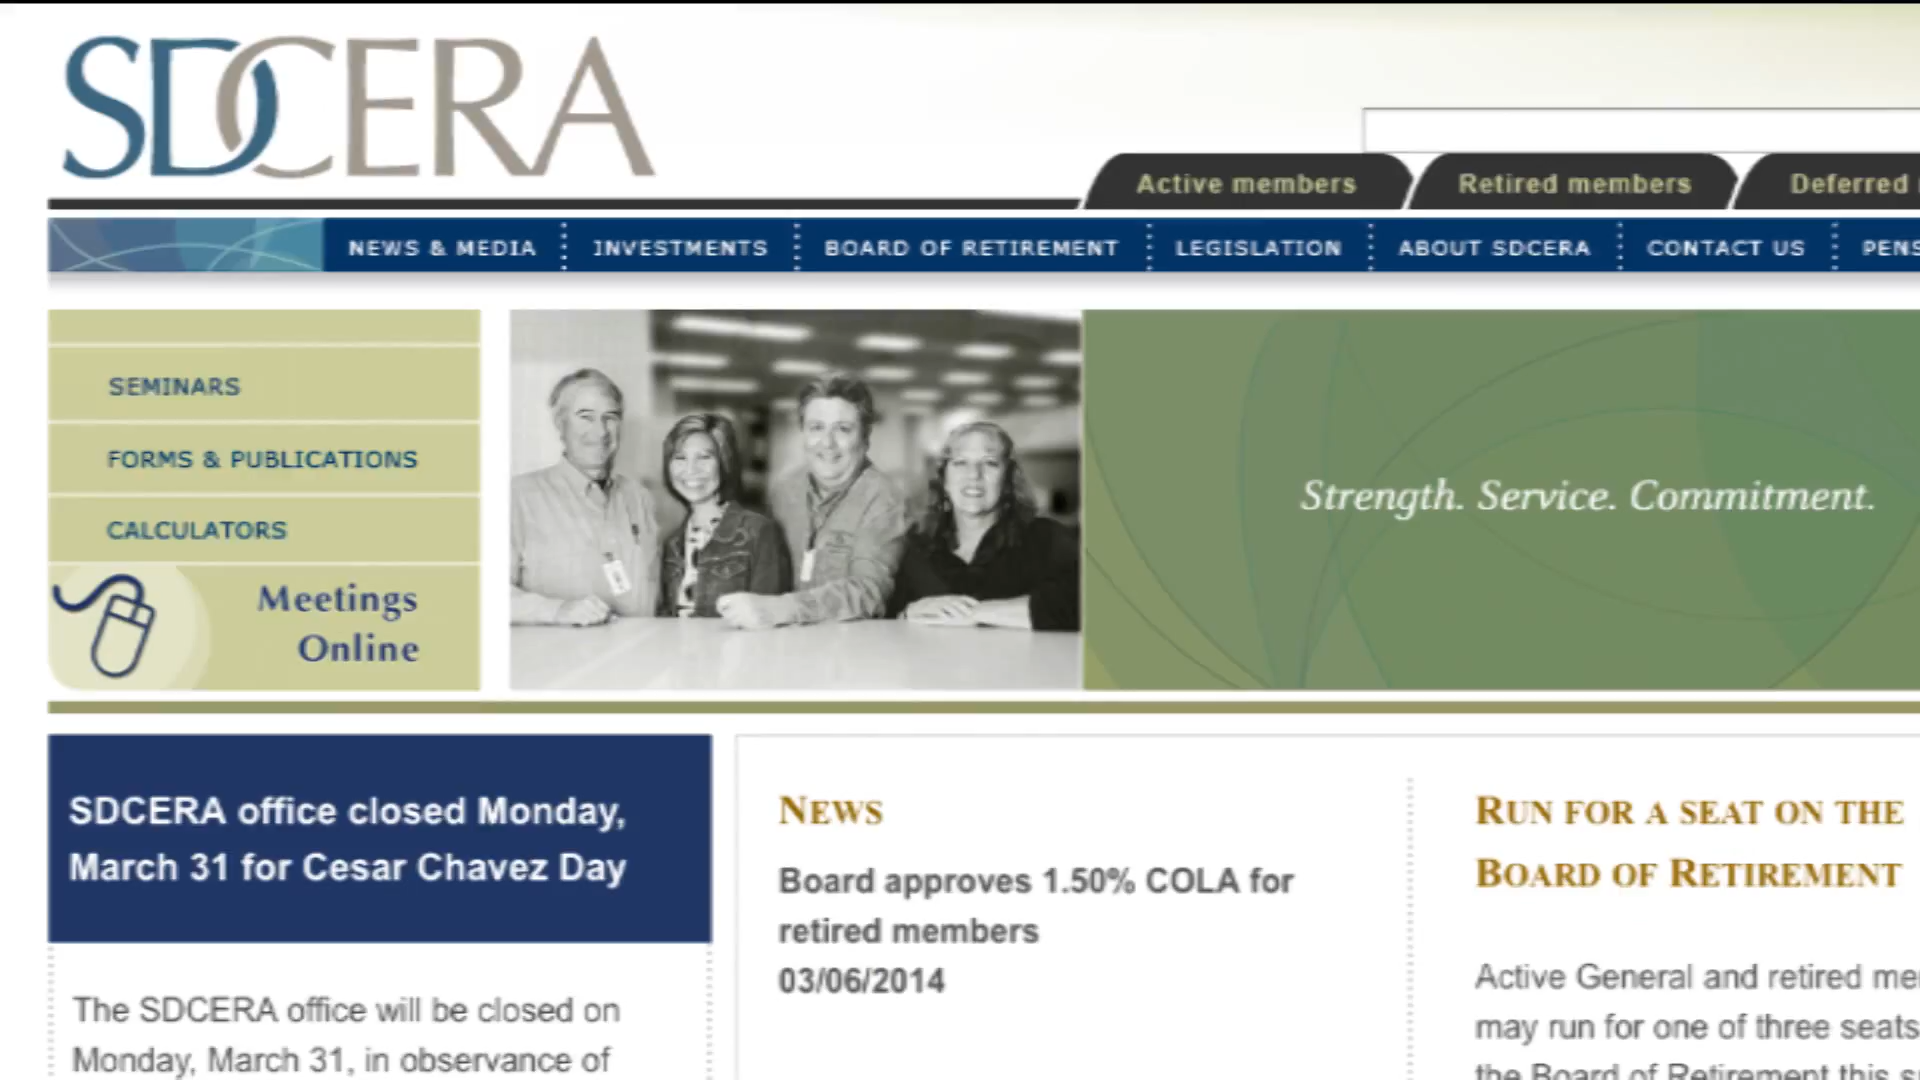 SDCERA
Active members
Retired members
Deferred
NEWS & MEDIA
INVESTMENTS
BOARD OF RETIREMENT
LEGISLATION
ABOUT SDCERA
CONTACT US
SEMINARS
FORMS & PUBLICATIONS
CALCULATORS
Meetings
Online
Strength. Service. Commitment.
SDCERA office closed Monday,
March 31 for Cesar Chavez Day
The SDCERA office will be closed on
Monday, March 31, in observance of
NEWS
Board approves 1.50% COLA for
retired members
03/06/2014
RUN FOR A SEAT ON THE
BOARD OF RETIREMENT
Active General and retired
may run for one of three seats
the Board of Retirement this